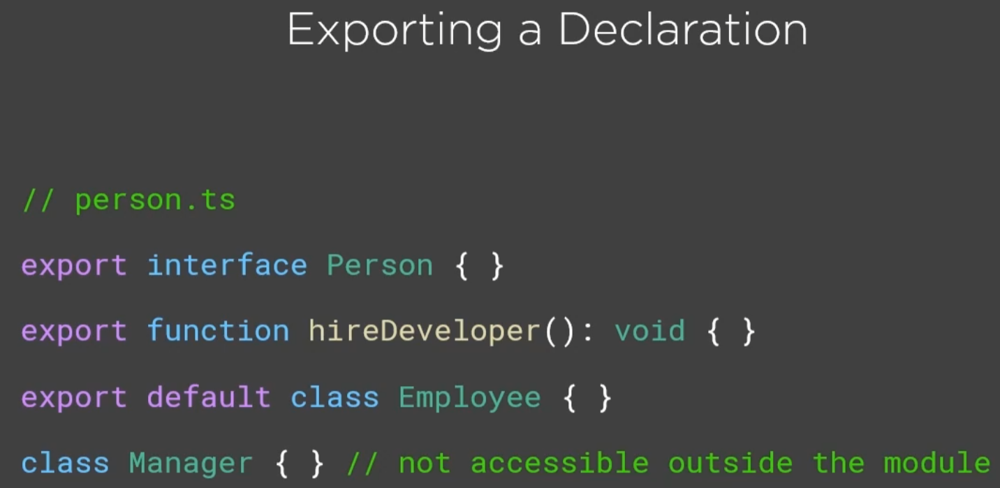 Exporting a Declaration
// person.ts
export interface Person { }
export function hireDeveloper(): void { }
export default class Employee { }
class Manager { } // not accessible outside the module